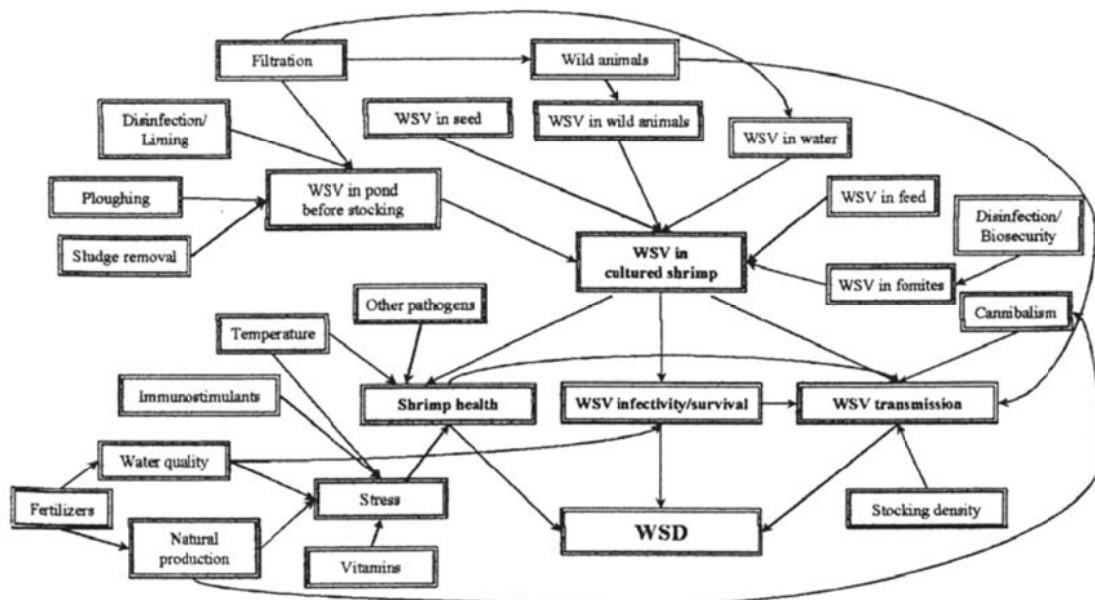 Filtration
Wild animals
Disinfection/
Liming
WSV in seed
WSV in wild animals
WSV in water
Ploughing
WSV in pond
before stocking
WSV in feed
Disinfection/
Biosecurity
Sludge removal
WSV in
cultured shrimp
WSV in fomites
Other pathogens
Cannibalism
Temperature
Immunostimulants
Shrimp health
WSV infectivity/survival
WSV transmission
Water quality
Stress
Fertilizers
Stocking density
WSD
Natural
production
Vitamins